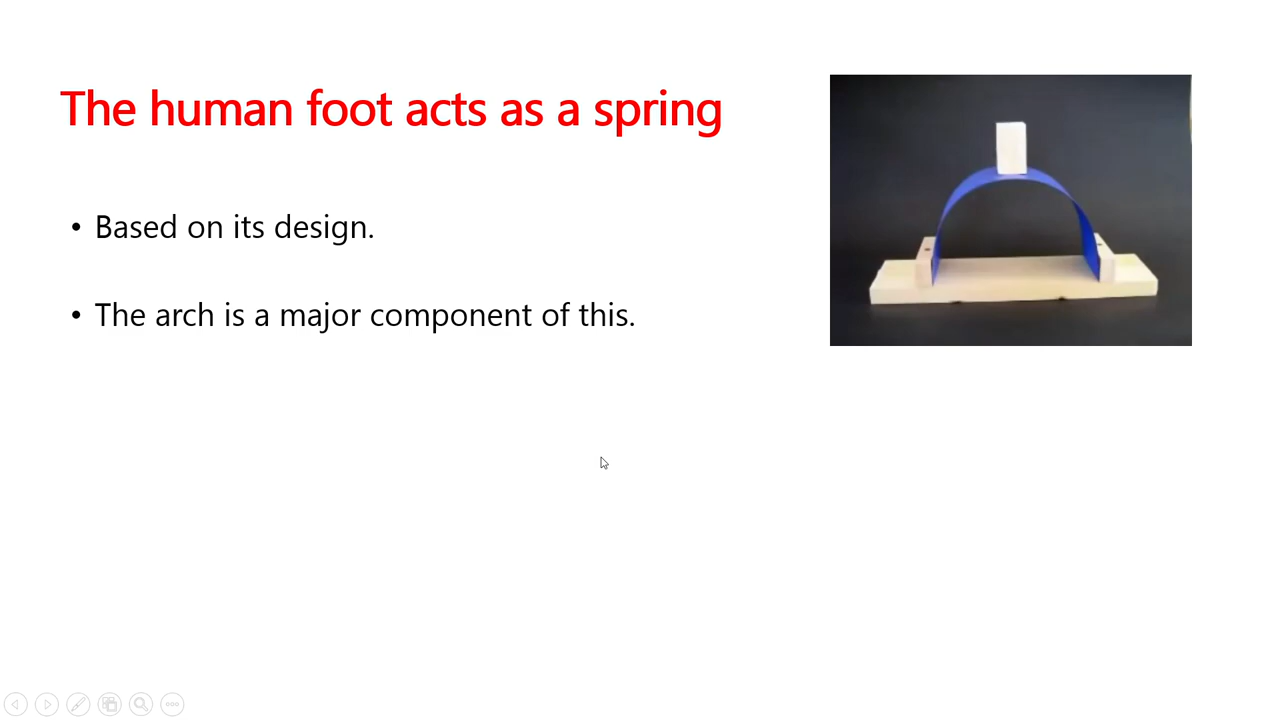 The human foot acts as a spring
• Based on its design.
• The arch is a major component of this.